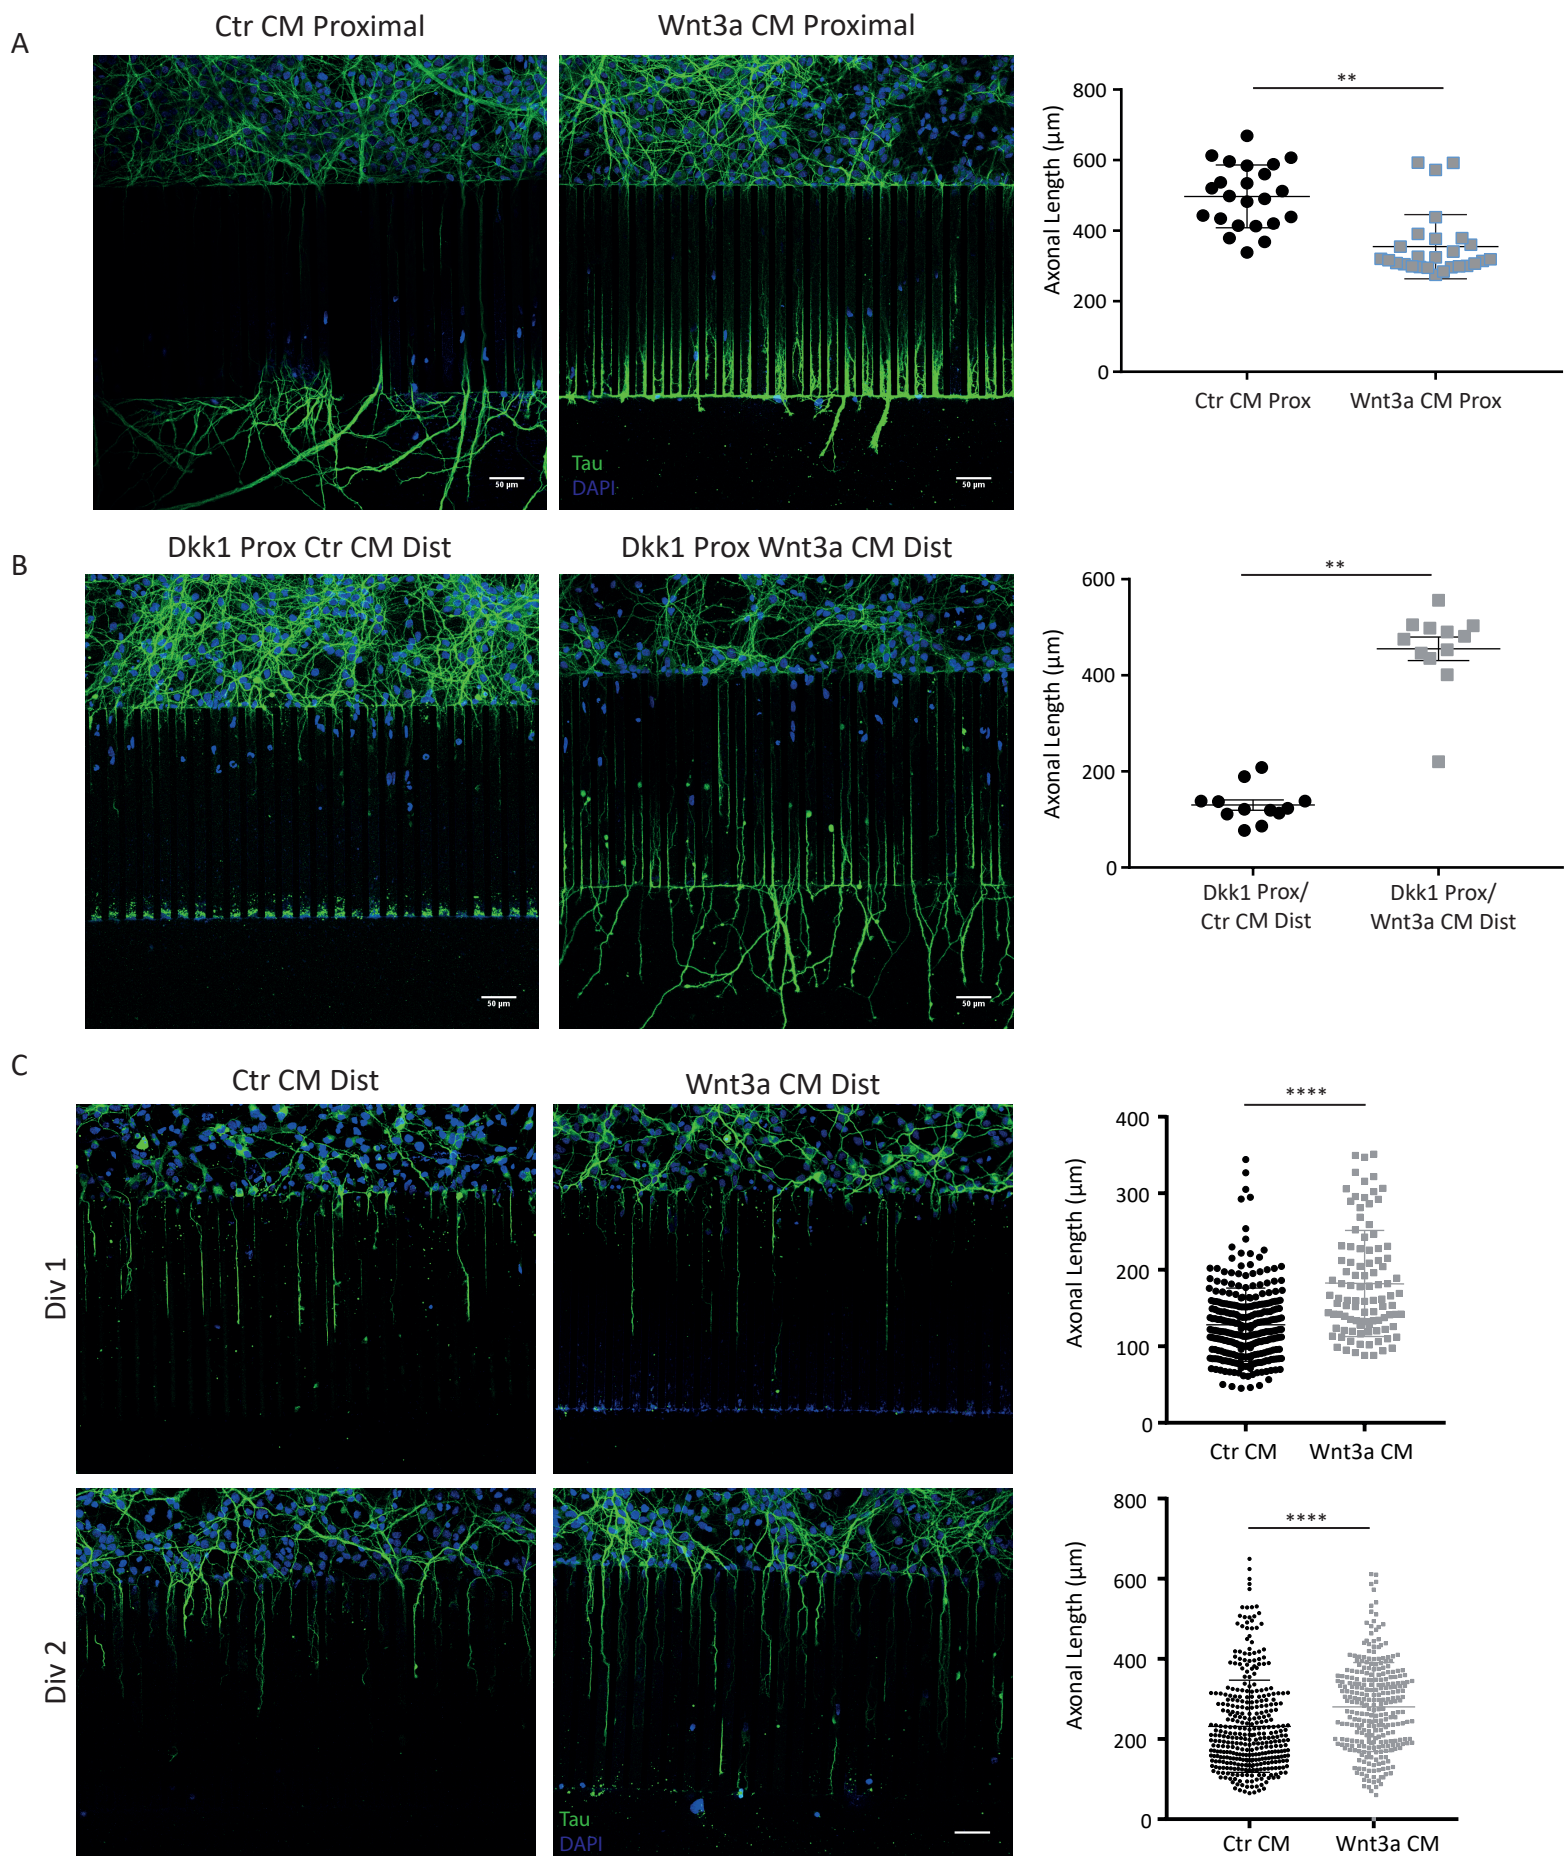 A
Ctr CM Proximal
Wnt3a CM Proximal
Tau
DAPI
50 µm
50 µm
**
800
600
400
200
0
Axonal Length (µm)
Ctr CM Prox
Wnt3a CM Prox
B
Dkk1 Prox Ctr CM Dist
Dkk1 Prox Wnt3a CM Dist
50 µm
50 µm
**
600
400
200
0
Axonal Length (µm)
Dkk1 Prox/
Ctr CM Dist
Dkk1 Prox/
Wnt3a CM Dist
C
Ctr CM Dist
Wnt3a CM Dist
Div 1
****
400
300
200
100
0
Axonal Length (µm)
Ctr CM
Wnt3a CM
Div 2
Tau
DAPI
****
800
600
400
200
0
Axonal Length (µm)
Ctr CM
Wnt3a CM